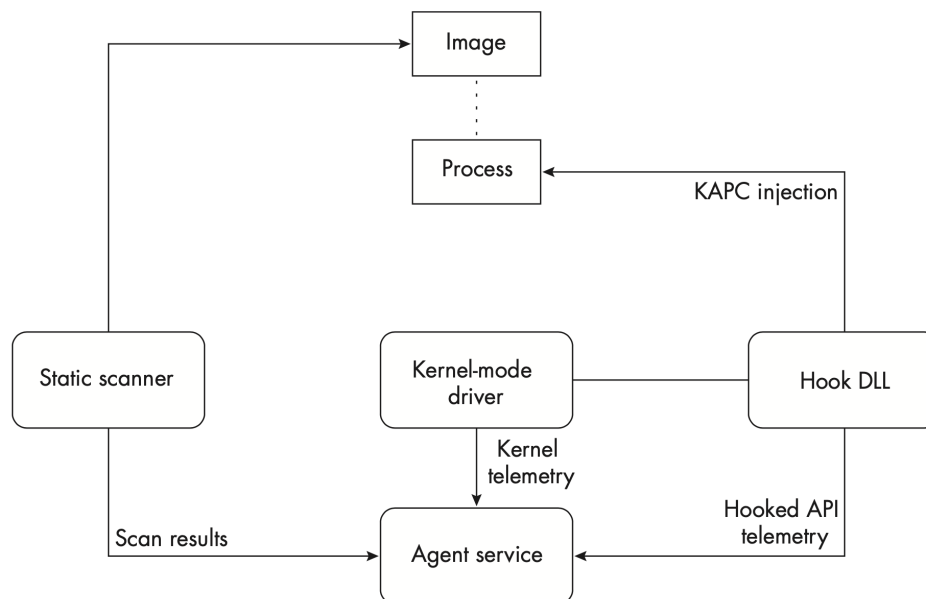 Image
Process
KAPC injection
Static scanner
Kernel-mode
driver
Hook DLL
Kernel
telemetry
Hooked API
telemetry
Scan results
Agent service